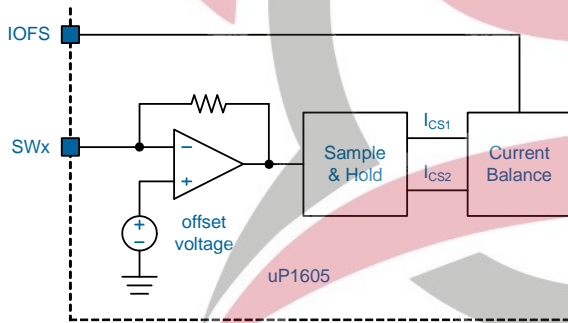 IOFS
SWx
−
+
+
−
offset
voltage
Sample
& Hold
ICS1
ICS2
Current
Balance
uP1605